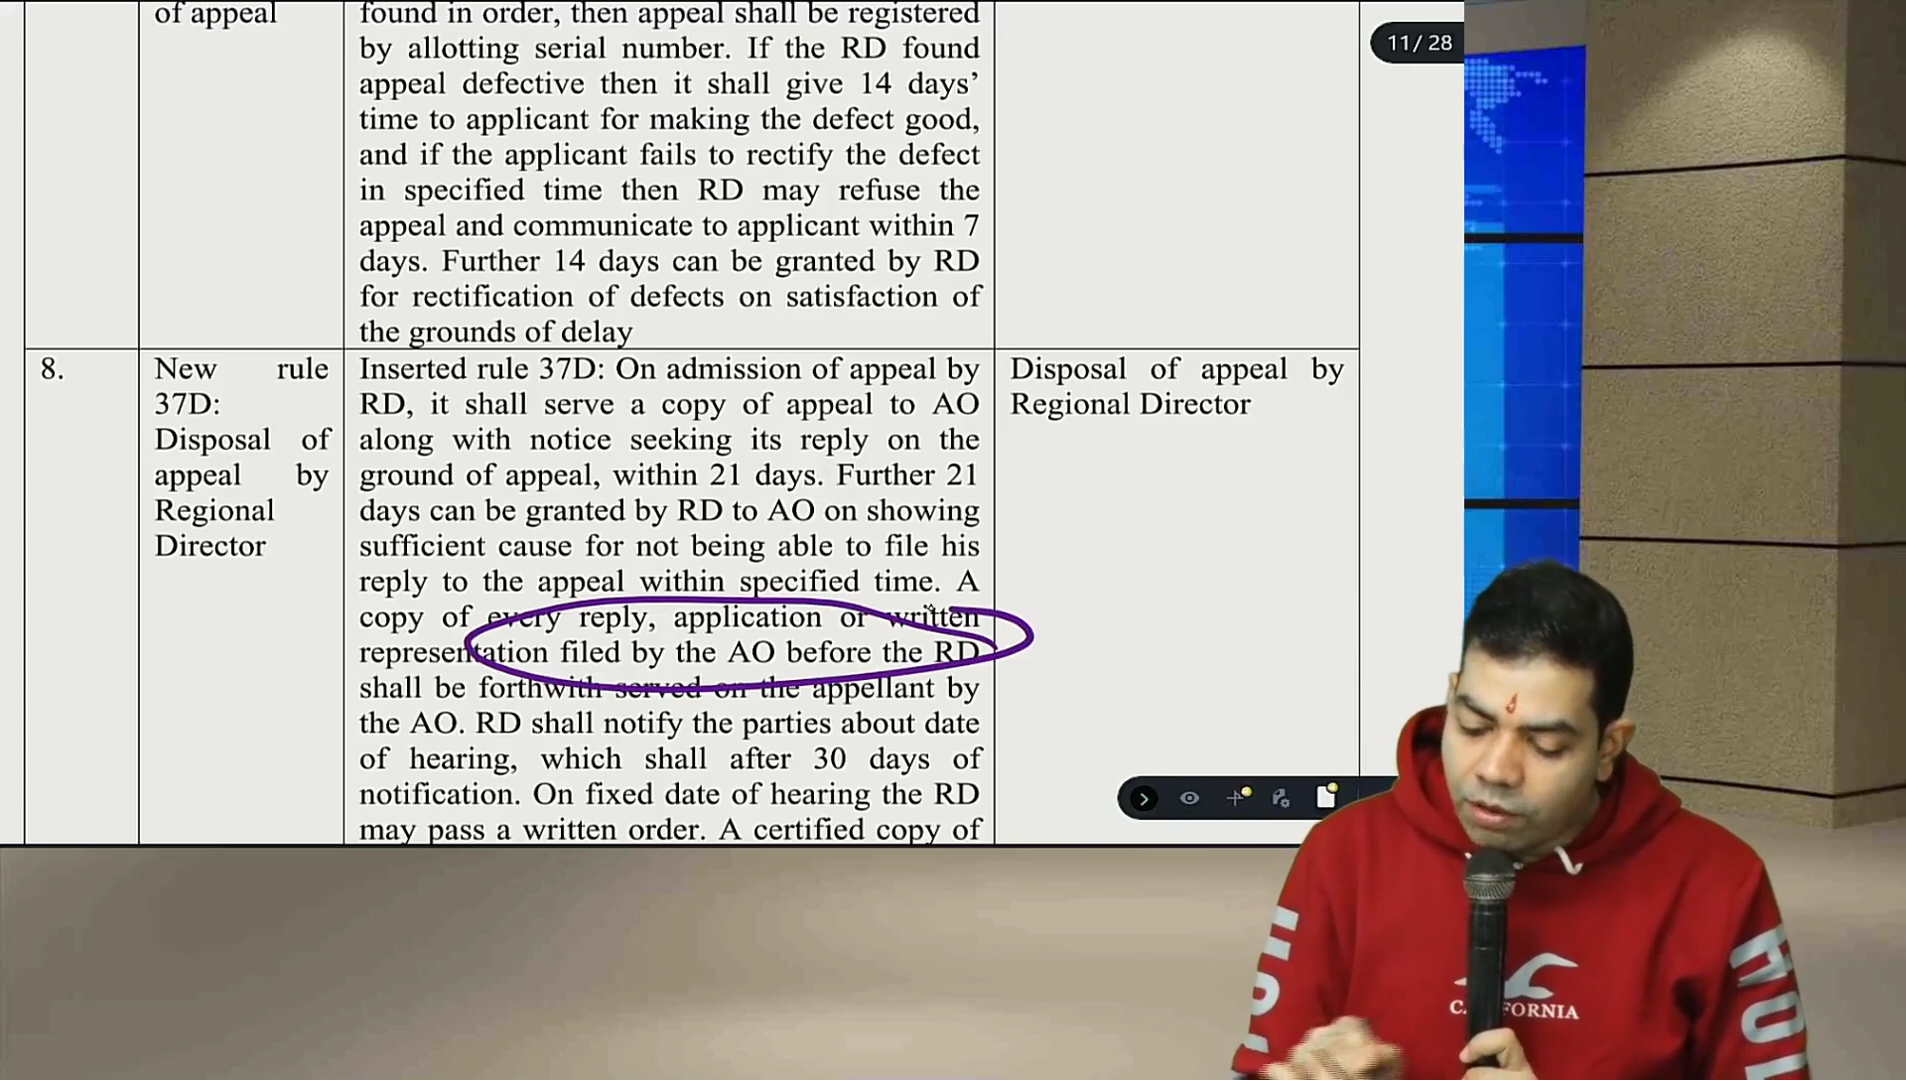 of appeal
found in order, then appeal shall be registered
by allotting serial number. If the RD found
appeal defective then it shall give 14 days’
time to applicant for making the defect good,
and if the applicant fails to rectify the defect
in specified time then RD may refuse the
appeal and communicate to applicant within 7
days. Further 14 days can be granted by RD
for rectification of defects on satisfaction of
the grounds of delay
11/ 28
8.
New rule
37D:
Disposal of
appeal by
Regional
Director
Inserted rule 37D: On admission of appeal by
RD, it shall serve a copy of appeal to AO
along with notice seeking its reply on the
ground of appeal, within 21 days. Further 21
days can be granted by RD to AO on showing
sufficient cause for not being able to file his
reply to the appeal within specified time. A
copy of every reply, application or written
representation filed by the AO before the RD
shall be forthwith served on the appellant by
the AO. RD shall notify the parties about date
of hearing, which shall after 30 days of
notification. On fixed date of hearing the RD
may pass a written order. A certified copy of
Disposal of appeal by
Regional Director